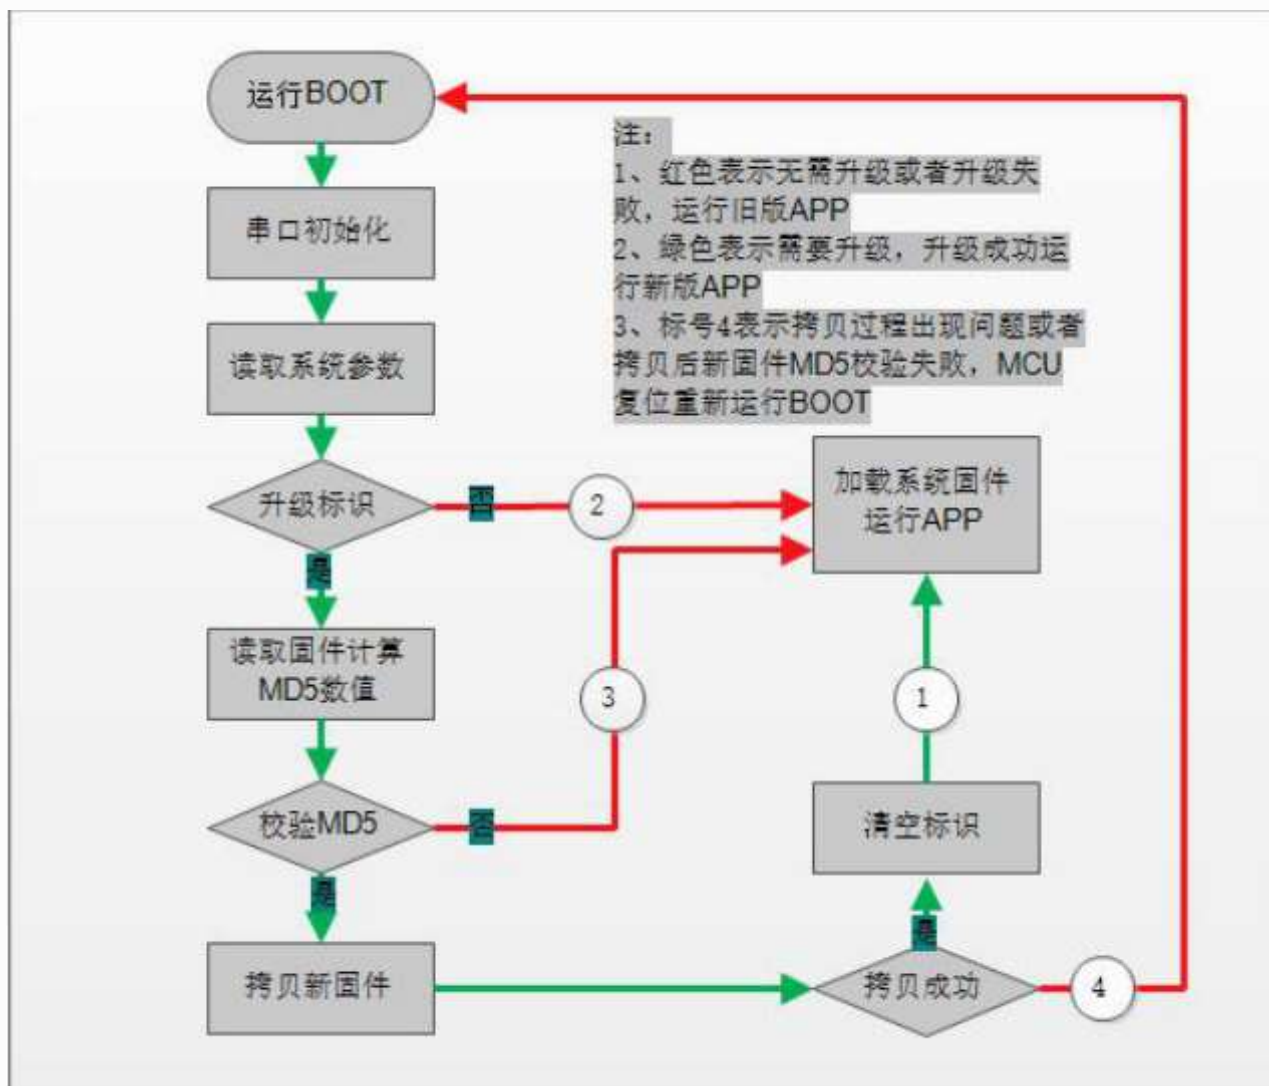 运行BOOT
注：
1、红色表示无需升级或者升级失
败，运行旧版APP
2、绿色表示需要升级，升级成功运
行新版APP
3、标号4表示拷贝过程出现问题或者
拷贝后新固件MD5校验失败，MCU
复位重新运行BOOT
串口初始化
读取系统参数
升级标识
否
2
加载系统固件
运行APP
是
读取固件计算
MD5数值
3
1
校验MD5
否
清空标识
是
拷贝新固件
是
拷贝成功
4